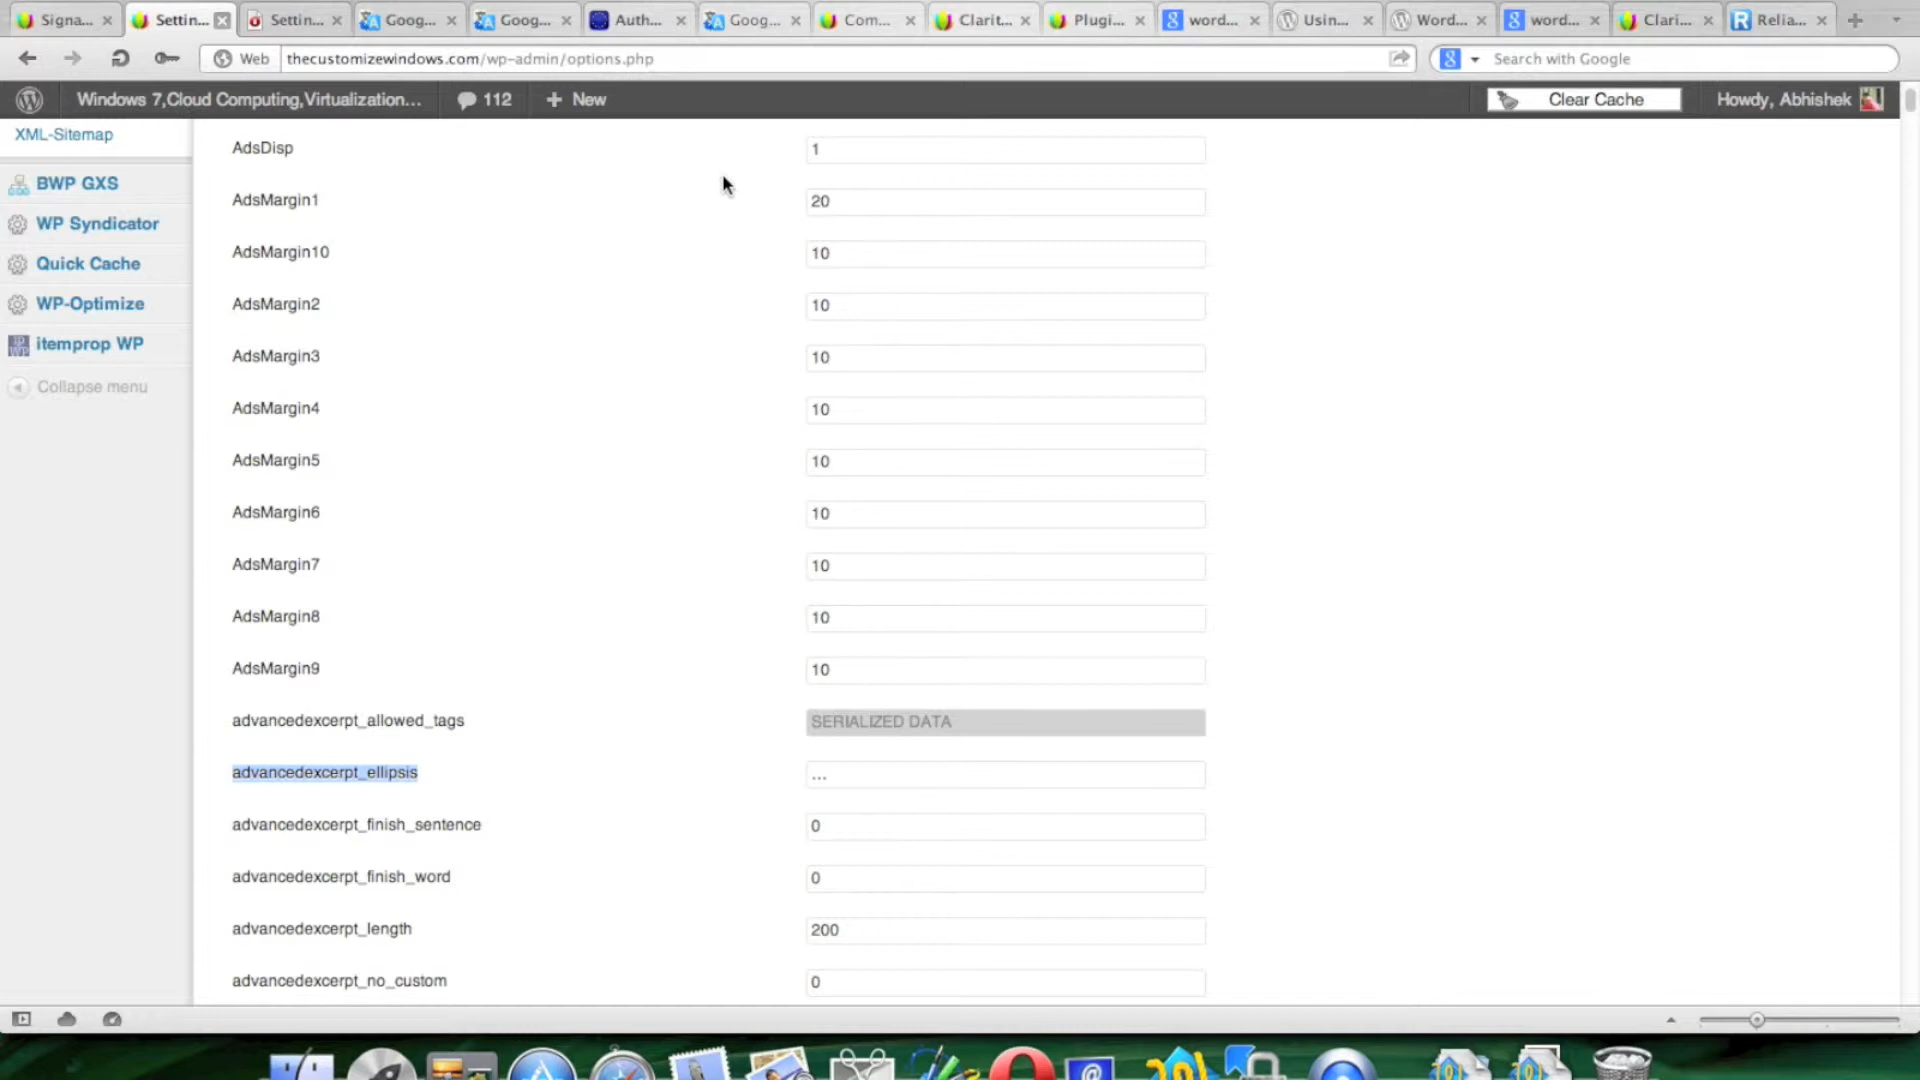 Signa...
Settin...
Settin...
Goog...
Goog...
Auth...
Goog...
Com...
Clarit...
Plugi...
word...
Usin...
Word...
word...
Clari...
Relia...
Web thecustomizewindows.com/wp-admin/options.php
Search with Google
Windows 7,Cloud Computing,Virtualization...
112
+ New
Clear Cache
Howdy, Abhishek
XML-Sitemap
BWP GXS
WP Syndicator
Quick Cache
WP-Optimize
itemprop WP
Collapse menu
AdsDisp 1
AdsMargin1 20
AdsMargin10 10
AdsMargin2 10
AdsMargin3 10
AdsMargin4 10
AdsMargin5 10
AdsMargin6 10
AdsMargin7 10
AdsMargin8 10
AdsMargin9 10
advancedexcerpt_allowed_tags SERIALIZED DATA
advancedexcerpt_ellipsis ...
advancedexcerpt_finish_sentence 0
advancedexcerpt_finish_word 0
advancedexcerpt_length 200
advancedexcerpt_no_custom 0